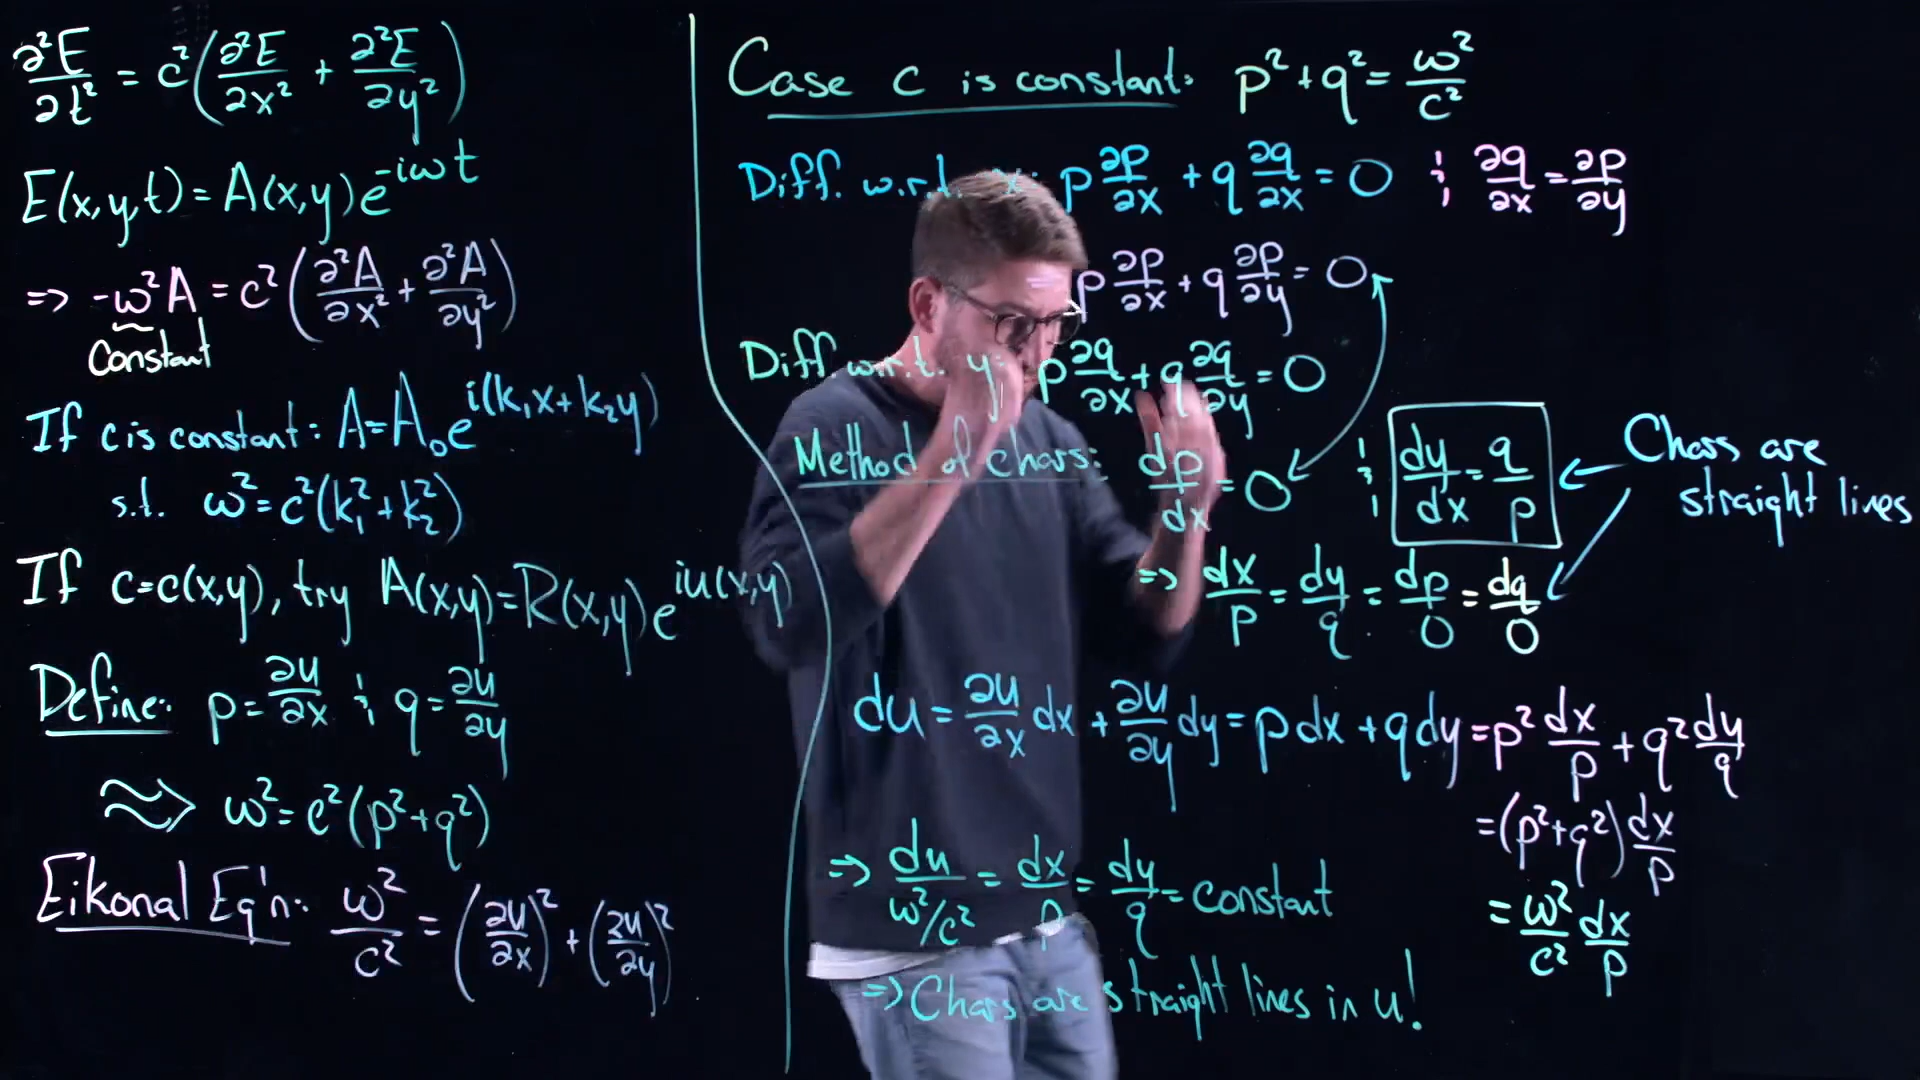 ∂²E/∂t² = c²(∂²E/∂x² + ∂²E/∂y²)
E(x,y,t) = A(x,y)e^{-iωt}
=> -ω²A = c²(∂²A/∂x² + ∂²A/∂y²)
Constant
If c is constant: A = A₀e^{i(k₁x+k₂y)}
s.t. ω² = c²(k₁²+k₂²)
If c=c(x,y), try A(x,y)=R(x,y)e^{iu(x,y)}
Define: p = ∂u/∂x & q = ∂u/∂y
≈> ω² = c²(p²+q²)
Eikonal Eq'n: ω²/c² = (∂u/∂x)² + (∂u/∂y)²
Case c is constant: p²+q² = ω²/c²
Diff. w.r.t. x: p ∂p/∂x + q ∂q/∂x = 0 & ∂q/∂x = ∂p/∂y
p ∂p/∂x + q ∂p/∂y = 0
Diff. w.r.t. y: p ∂q/∂x + q ∂q/∂y = 0
Method of chars: dp/dx = 0 & dy/dx = q/p
Chars are
straight lines
=> dx/p = dy/q = dp/0 = dq/0
du = ∂u/∂x dx + ∂u/∂y dy = p dx + q dy = p² dx/p + q² dy/q
= (p²+q²) dx/p
= ω²/c² dx/p
=> du/(ω²/c²) = dx/p = dy/q = constant
=> Chars are straight lines in u!